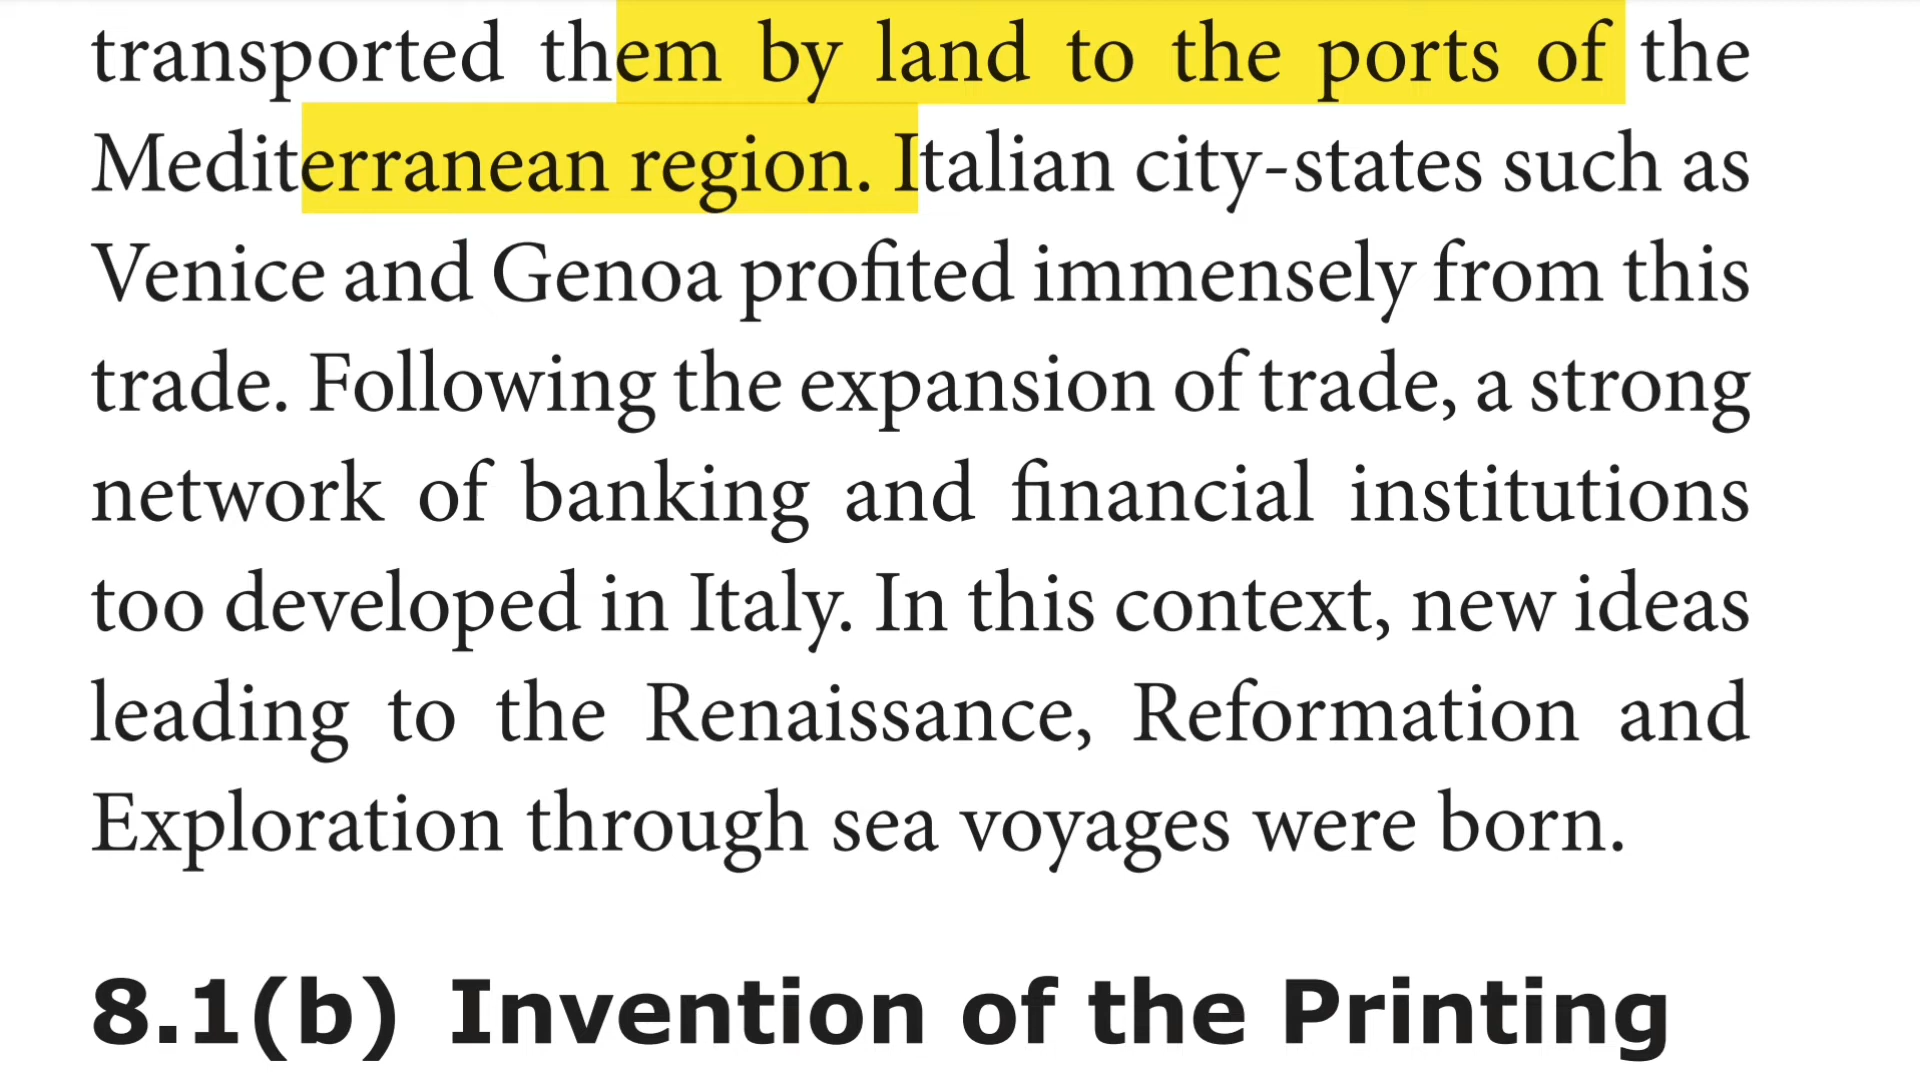 transported them by land to the ports of the
Mediterranean region. Italian city-states such as
Venice and Genoa profited immensely from this
trade. Following the expansion of trade, a strong
network of banking and financial institutions
too developed in Italy. In this context, new ideas
leading to the Renaissance, Reformation and
Exploration through sea voyages were born.
8.1(b) Invention of the Printing